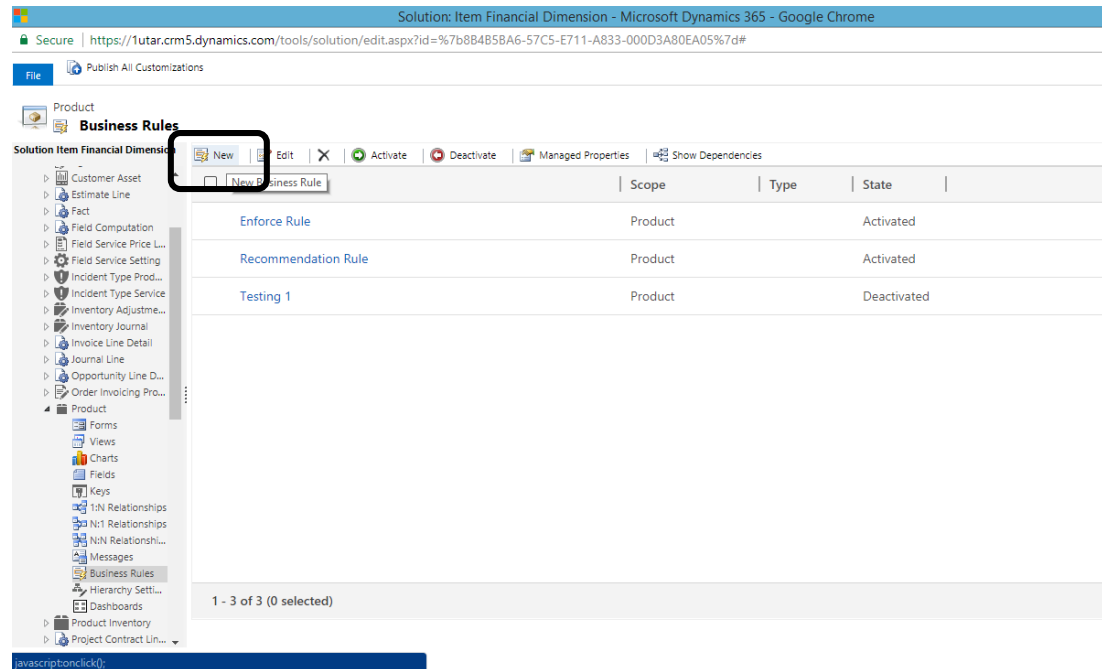 Solution: Item Financial Dimension - Microsoft Dynamics 365 - Google Chrome
Secure | https://1utar.crm5.dynamics.com/tools/solution/edit.aspx?id=%7b8B4B5BA6-57C5-E711-A833-000D3A80EA05%7d#
File Publish All Customizations
Product
Business Rules
Solution Item Financial Dimension
New Edit Activate Deactivate Managed Properties Show Dependencies
New Business Rule
Scope Type State
Enforce Rule Product Activated
Recommendation Rule Product Activated
Testing 1 Product Deactivated
Customer Asset
Estimate Line
Fact
Field Computation
Field Service Price L...
Field Service Setting
Incident Type Prod...
Incident Type Service
Inventory Adjustme...
Inventory Journal
Invoice Line Detail
Journal Line
Opportunity Line D...
Order Invoicing Pro...
Product
Forms
Views
Charts
Fields
Keys
1:N Relationships
N:1 Relationships
N:N Relationshi...
Messages
Business Rules
Hierarchy Setti...
Dashboards
Product Inventory
Project Contract Lin...
1 - 3 of 3 (0 selected)
javascript:onclick();